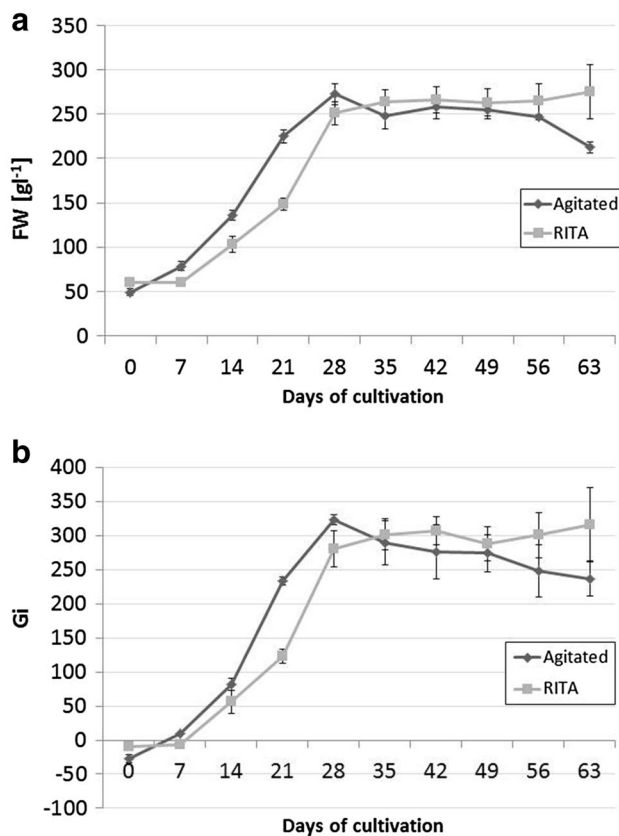 a
350
300
250
200
150
100
50
0
FW [gl-1]
Agitated
RITA
0 7 14 21 28 35 42 49 56 63
Days of cultivation
b
400
350
300
250
200
150
100
50
0
-50
-100
Gi
Agitated
RITA
0 7 14 21 28 35 42 49 56 63
Days of cultivation